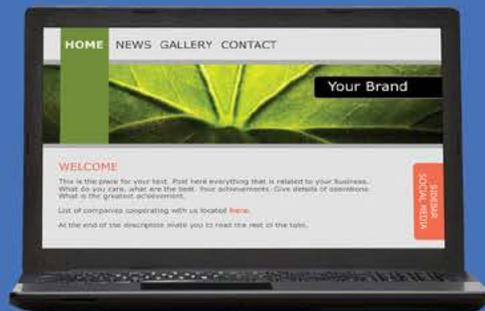 HOME NEWS GALLERY CONTACT
Your Brand
WELCOME
This is the place for your text. Post here everything that is related to your business.
What do you care, what are the best. Your achievements. Give details of operations.
What is the greatest achievement.
List of companies cooperating with us located here.
At the end of the description invite you to read the rest of the tabs.
SIDEBAR
SOCIAL MEDIA